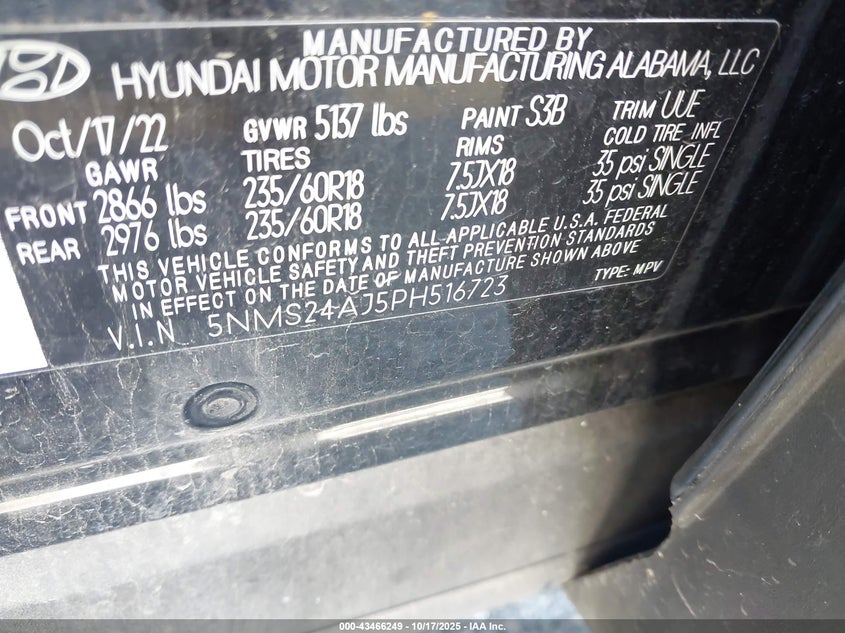 MANUFACTURED BY
HYUNDAI MOTOR MANUFACTURING ALABAMA, LLC
Oct/17/22 GVWR 5137 lbs PAINT S3B TRIM UUE
GAWR TIRES RIMS COLD TIRE INFL
FRONT 2866 lbs 235/60R18 7.5JX18 35 psi SINGLE
REAR 2976 lbs 235/60R18 7.5JX18 35 psi SINGLE
THIS VEHICLE CONFORMS TO ALL APPLICABLE U.S.A. FEDERAL
MOTOR VEHICLE SAFETY AND THEFT PREVENTION STANDARDS
IN EFFECT ON THE DATE OF MANUFACTURE SHOWN ABOVE
V.I.N 5NMS24AJ5PH516723 TYPE: MPV
000-43466249 - 10/17/2025 - IAA Inc.